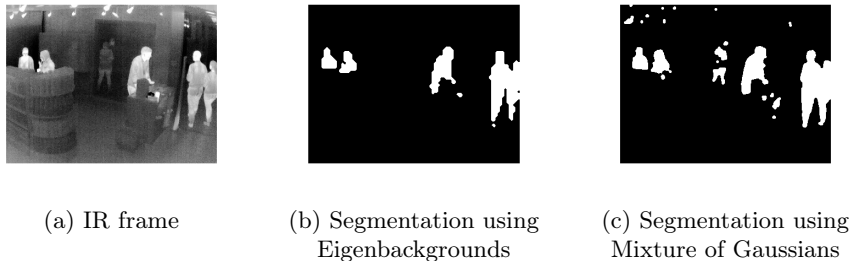 (a) IR frame
(b) Segmentation using
Eigenbackgrounds
(c) Segmentation using
Mixture of Gaussians